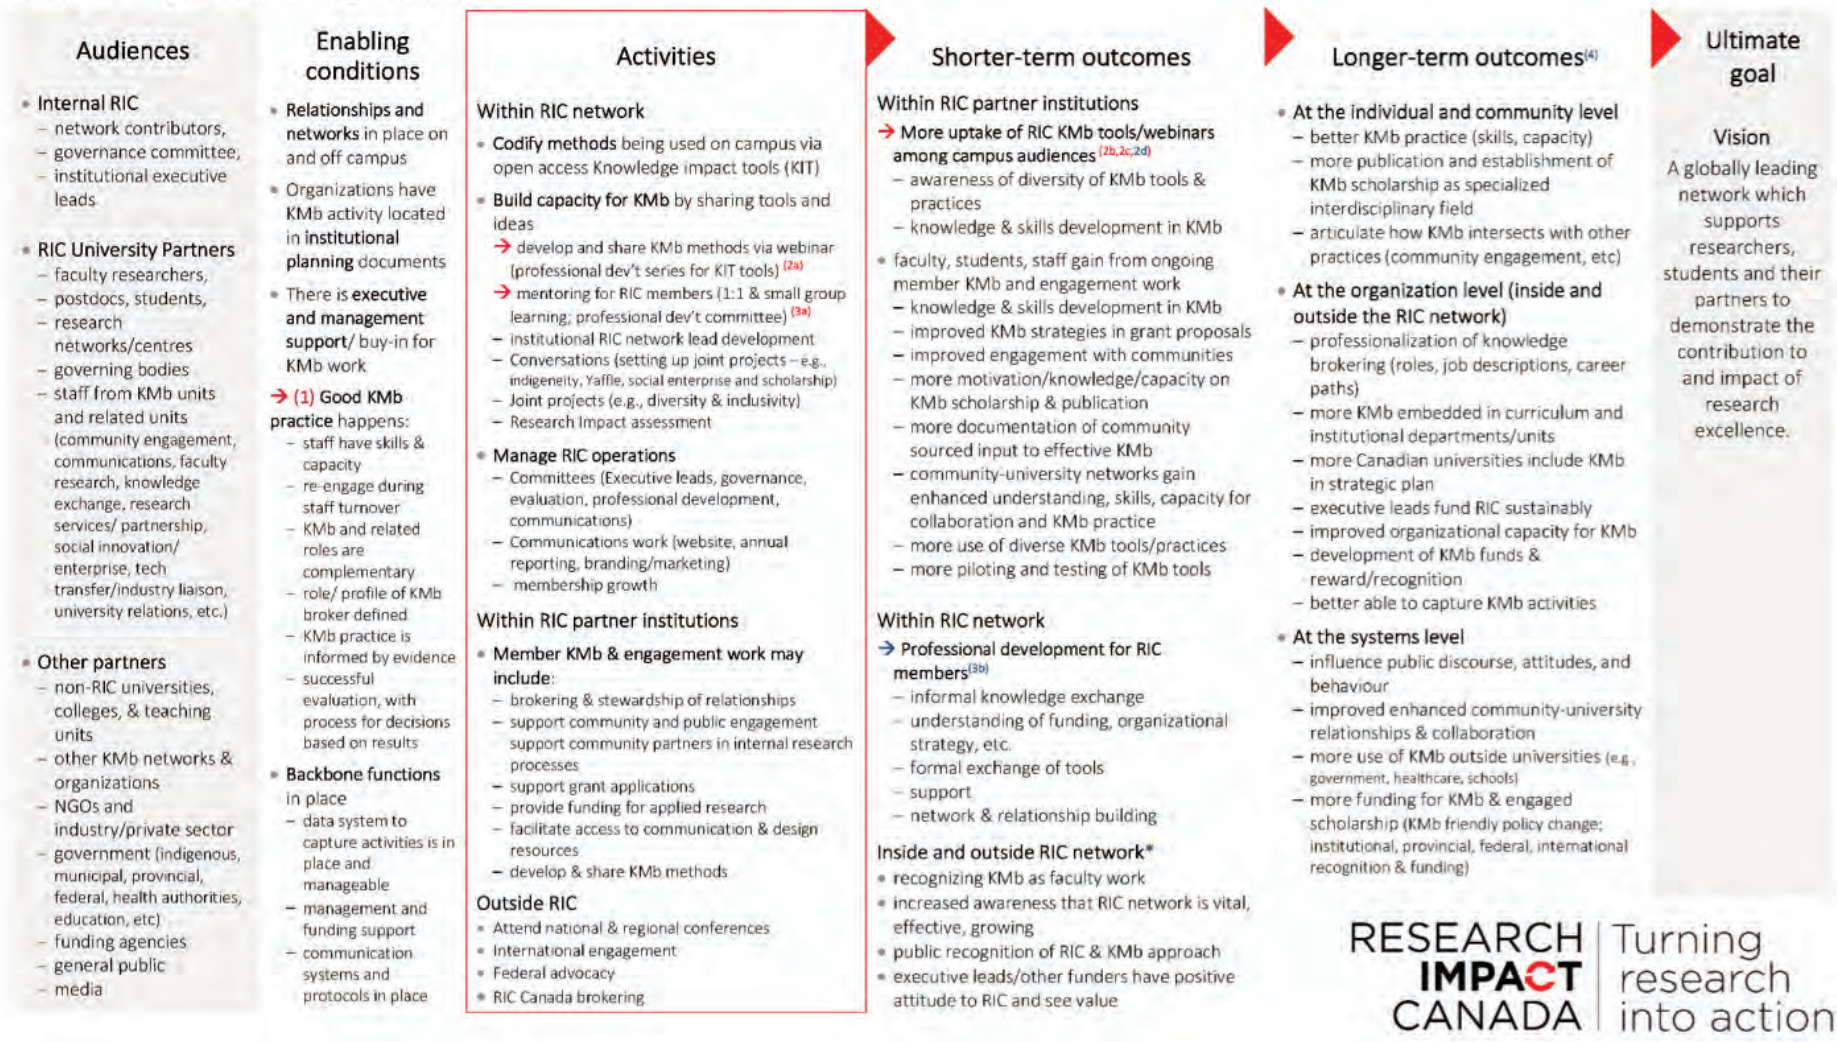 Audiences
• Internal RIC
– network contributors,
– governance committee,
– institutional executive
leads
• RIC University Partners
– faculty researchers,
– postdocs, students,
– research
networks/centres
– governing bodies
– staff from KMb units
and related units
(community engagement,
communications, faculty
research, knowledge
exchange, research
services/ partnership,
social innovation/
enterprise, tech
transfer/industry liaison,
university relations, etc.)
• Other partners
– non-RIC universities,
colleges, & teaching
units
– other KMb networks &
organizations
– NGOs and
industry/private sector
– government (indigenous,
municipal, provincial,
federal, health authorities,
education, etc)
– funding agencies
– general public
– media
Enabling
conditions
• Relationships and
networks in place on
and off campus
• Organizations have
KMb activity located
in institutional
planning documents
• There is executive
and management
support/ buy-in for
KMb work
→ (1) Good KMb
practice happens:
– staff have skills &
capacity
– re-engage during
staff turnover
– KMb and related
roles are
complementary
– role/ profile of KMb
broker defined
– KMb practice is
informed by evidence
– successful
evaluation, with
process for decisions
based on results
• Backbone functions
in place
– data system to
capture activities is in
place and
manageable
– management and
funding support
– communication
systems and
protocols in place
Activities
Within RIC network
• Codify methods being used on campus via
open access Knowledge impact tools (KIT)
• Build capacity for KMb by sharing tools and
ideas
→ develop and share KMb methods via webinar
(professional dev't series for KIT tools) (2a)
→ mentoring for RIC members (1:1 & small group
learning; professional dev't committee) (3a)
– institutional RIC network lead development
– Conversations (setting up joint projects – e.g.,
indigeneity, Yaffle, social enterprise and scholarship)
– Joint projects (e.g., diversity & inclusivity)
– Research Impact assessment
• Manage RIC operations
– Committees (Executive leads, governance,
evaluation, professional development,
communications)
– Communications work (website, annual
reporting, branding/marketing)
– membership growth
Within RIC partner institutions
• Member KMb & engagement work may
include:
– brokering & stewardship of relationships
– support community and public engagement
support community partners in internal research
processes
– support grant applications
– provide funding for applied research
– facilitate access to communication & design
resources
– develop & share KMb methods
Outside RIC
• Attend national & regional conferences
• International engagement
• Federal advocacy
• RIC Canada brokering
Shorter-term outcomes
Within RIC partner institutions
→ More uptake of RIC KMb tools/webinars
among campus audiences (2b,2c,2d)
– awareness of diversity of KMb tools &
practices
– knowledge & skills development in KMb
• faculty, students, staff gain from ongoing
member KMb and engagement work
– knowledge & skills development in KMb
– improved KMb strategies in grant proposals
– improved engagement with communities
– more motivation/knowledge/capacity on
KMb scholarship & publication
– more documentation of community
sourced input to effective KMb
– community-university networks gain
enhanced understanding, skills, capacity for
collaboration and KMb practice
– more use of diverse KMb tools/practices
– more piloting and testing of KMb tools
Within RIC network
→ Professional development for RIC
members(3b)
– informal knowledge exchange
– understanding of funding, organizational
strategy, etc.
– formal exchange of tools
– support
– network & relationship building
Inside and outside RIC network*
• recognizing KMb as faculty work
• increased awareness that RIC network is vital,
effective, growing
• public recognition of RIC & KMb approach
• executive leads/other funders have positive
attitude to RIC and see value
Longer-term outcomes(4)
• At the individual and community level
– better KMb practice (skills, capacity)
– more publication and establishment of
KMb scholarship as specialized
interdisciplinary field
– articulate how KMb intersects with other
practices (community engagement, etc)
• At the organization level (inside and
outside the RIC network)
– professionalization of knowledge
brokering (roles, job descriptions, career
paths)
– more KMb embedded in curriculum and
institutional departments/units
– more Canadian universities include KMb
in strategic plan
– executive leads fund RIC sustainably
– improved organizational capacity for KMb
– development of KMb funds &
reward/recognition
– better able to capture KMb activities
• At the systems level
– influence public discourse, attitudes, and
behaviour
– improved enhanced community-university
relationships & collaboration
– more use of KMb outside universities (e.g.,
government, healthcare, schools)
– more funding for KMb & engaged
scholarship (KMb friendly policy change;
institutional, provincial, federal, international
recognition & funding)
Ultimate
goal
Vision
A globally leading
network which
supports
researchers,
students and their
partners to
demonstrate the
contribution to
and impact of
research
excellence.
RESEARCH
IMPACT
CANADA
Turning
research
into action